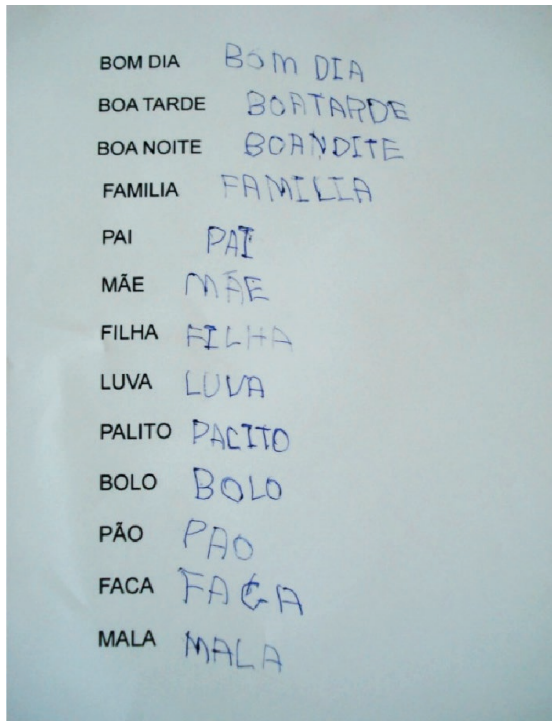 BOM DIA BOM DIA
BOA TARDE BOATARDE
BOA NOITE BOANDITE
FAMILIA FAMILIA
PAI PAI
MÃE MÃE
FILHA FILHA
LUVA LUVA
PALITO PACITO
BOLO BOLO
PÃO PAO
FACA FACA
MALA MALA